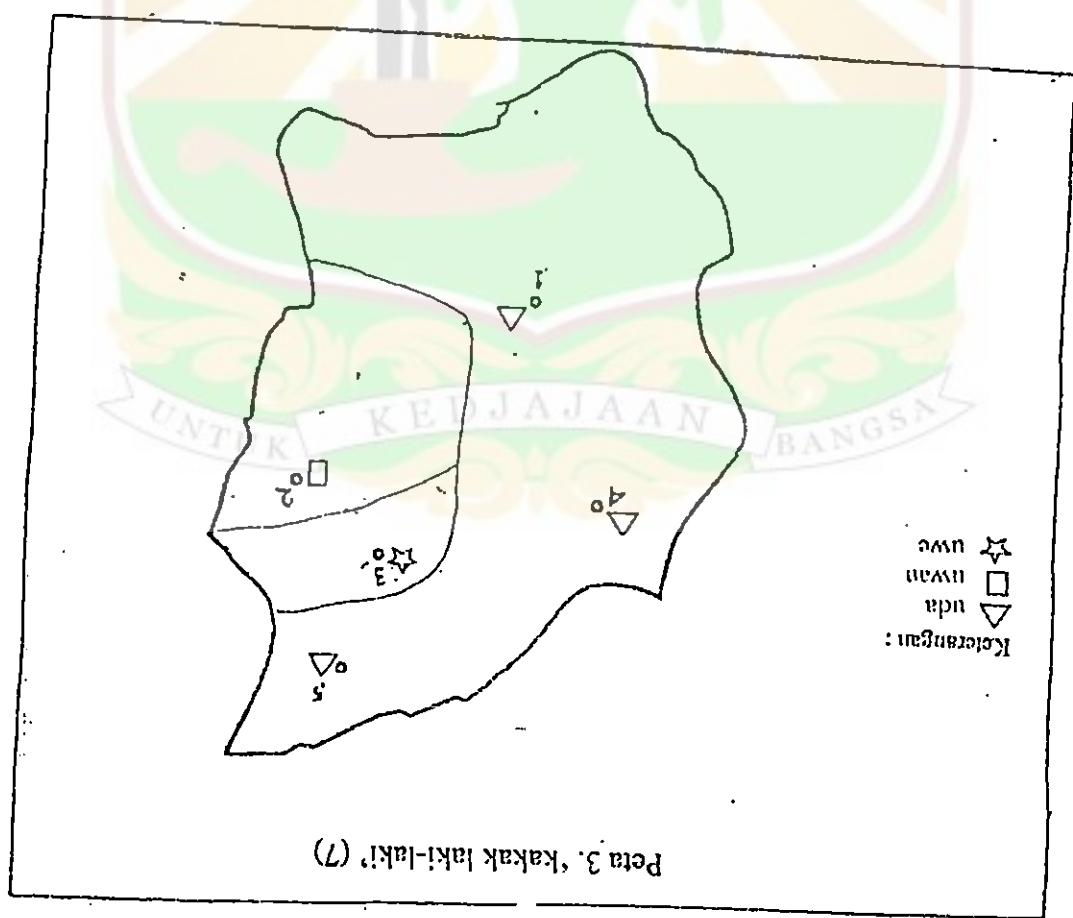 Peta 3. ‘kakak laki-laki’ (7)
5
3
4
2
1
Keterangan :
uda
uwan
uwe
UNTUK KEDJAJAAN BANGSA